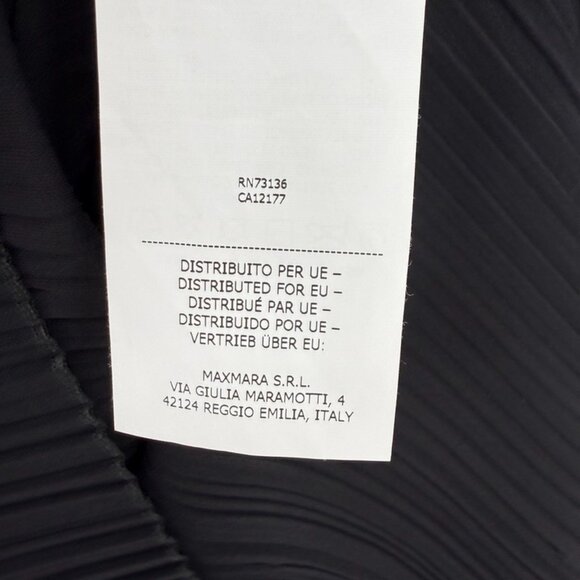 RN73136
CA12177
DISTRIBUITO PER UE –
DISTRIBUTED FOR EU –
DISTRIBUÉ PAR UE –
DISTRIBUIDO POR UE –
VERTRIEB ÜBER EU:
MAXMARA S.R.L.
VIA GIULIA MARAMOTTI, 4
42124 REGGIO EMILIA, ITALY